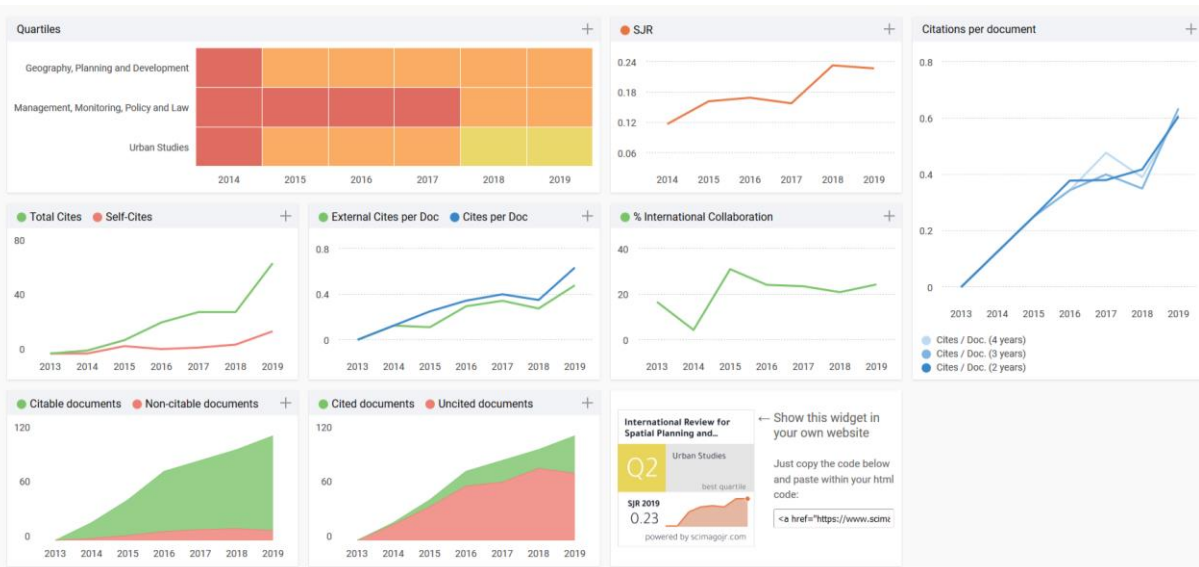 Quartiles
+
Geography, Planning and Development
Management, Monitoring, Policy and Law
Urban Studies
2014 2015 2016 2017 2018 2019
SJR
+
0.24
0.18
0.12
0.06
2014 2015 2016 2017 2018 2019
Citations per document
+
0.8
0.6
0.4
0.2
0
2013 2014 2015 2016 2017 2018 2019
Cites / Doc. (4 years)
Cites / Doc. (3 years)
Cites / Doc. (2 years)
Total Cites Self-Cites
+
80
40
0
2013 2014 2015 2016 2017 2018 2019
External Cites per Doc Cites per Doc
+
0.8
0.4
0
2013 2014 2015 2016 2017 2018 2019
% International Collaboration
+
40
20
0
2013 2014 2015 2016 2017 2018 2019
Citable documents Non-citable documents
+
120
60
0
2013 2014 2015 2016 2017 2018 2019
Cited documents Uncited documents
+
120
60
0
2013 2014 2015 2016 2017 2018 2019
International Review for
Spatial Planning and...
Q2
Urban Studies
best quartile
SJR 2019
0.23
powered by scimagojr.com
← Show this widget in
your own website
Just copy the code below
and paste within your html
code:
<a href="https://www.scima